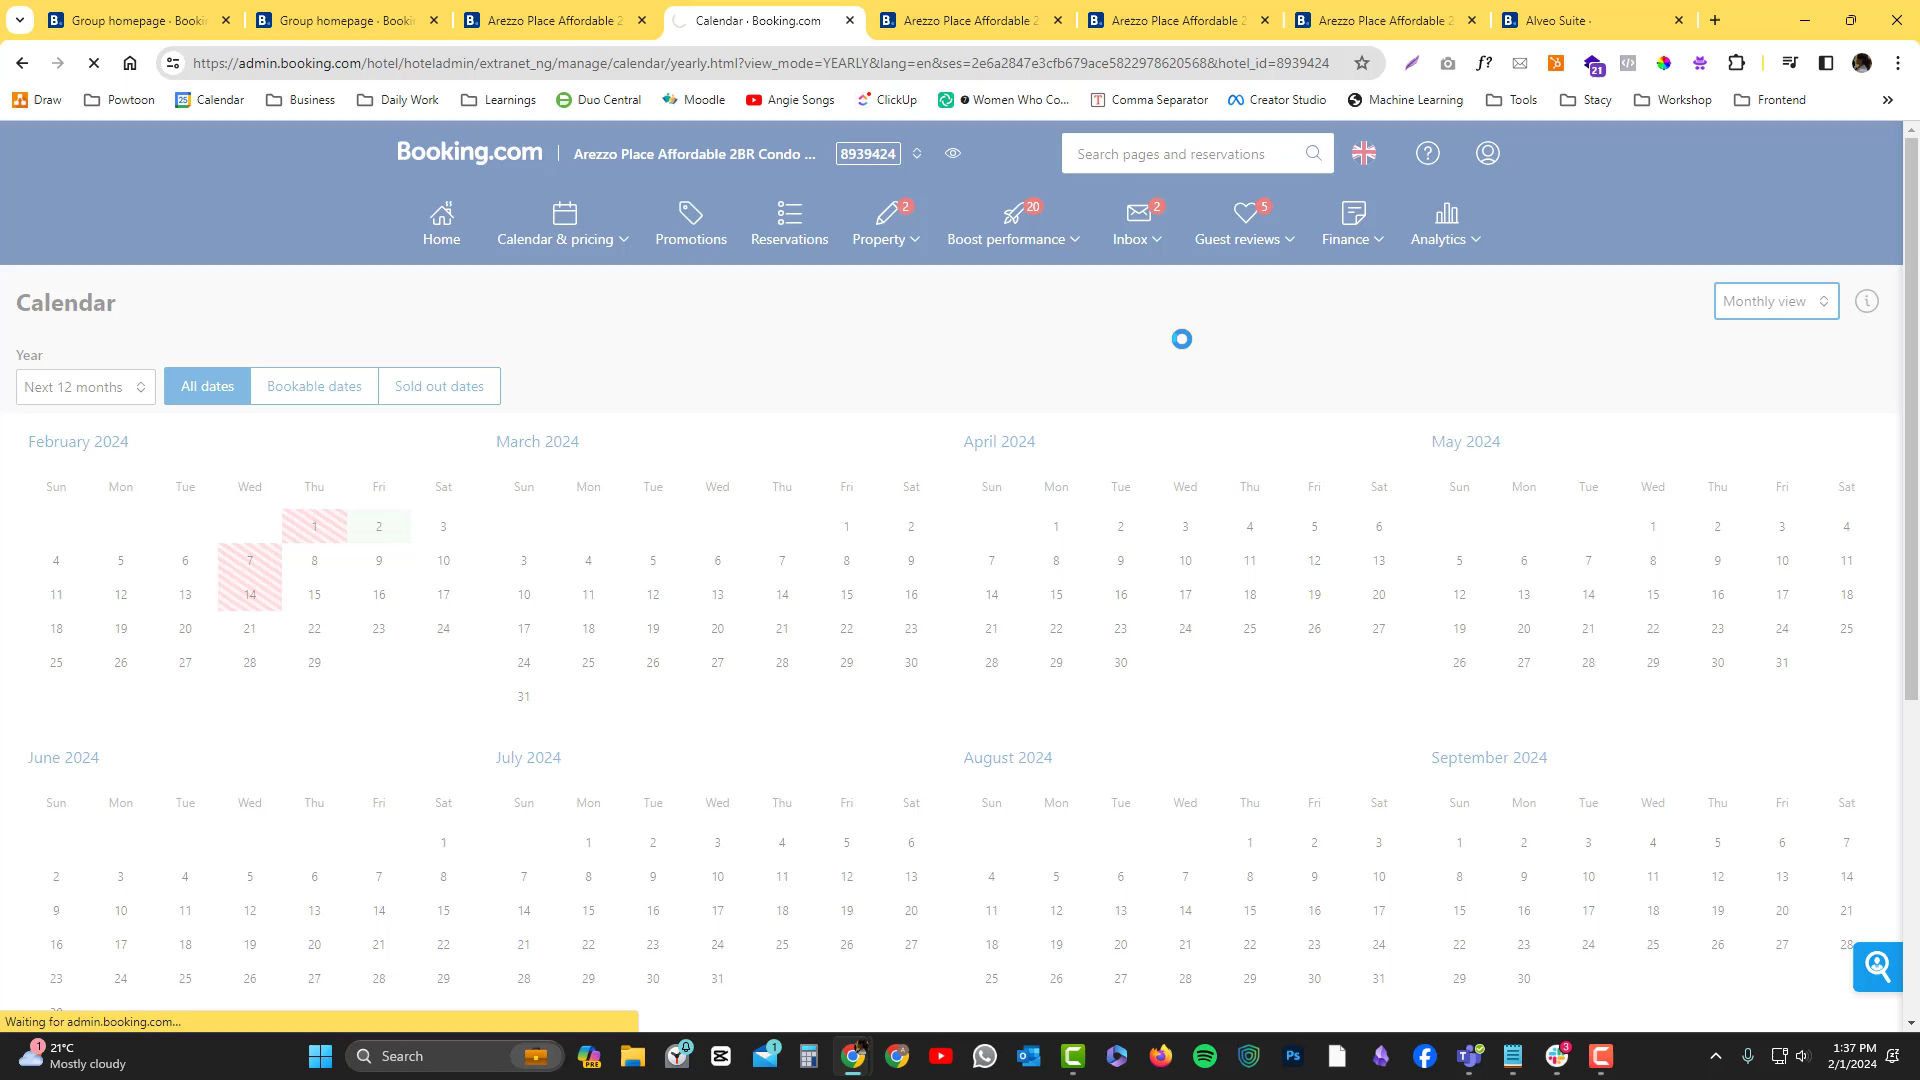 Group homepage · Bookin
Group homepage · Bookin
Arezzo Place Affordable 2
Calendar · Booking.com
Arezzo Place Affordable 2
Arezzo Place Affordable 2
Arezzo Place Affordable 2
Alveo Suite ·
https://admin.booking.com/hotel/hoteladmin/extranet_ng/manage/calendar/yearly.html?view_mode=YEARLY&lang=en&ses=2e6a2847e3cfb679ace5822978620568&hotel_id=8939424
21
Draw Powtoon Calendar Business Daily Work Learnings Duo Central Moodle Angie Songs ClickUp Women Who Co... Comma Separator Creator Studio Machine Learning Tools Stacy Workshop Frontend
Booking.com
Arezzo Place Affordable 2BR Condo ...
8939424
Search pages and reservations
Home
Calendar & pricing
Promotions
Reservations
Property 2
Boost performance 20
Inbox 2
Guest reviews 5
Finance
Analytics
Calendar
Monthly view
Year
Next 12 months
All dates
Bookable dates
Sold out dates
February 2024
Sun Mon Tue Wed Thu Fri Sat
1 2 3
4 5 6 7 8 9 10
11 12 13 14 15 16 17
18 19 20 21 22 23 24
25 26 27 28 29
March 2024
Sun Mon Tue Wed Thu Fri Sat
1 2
3 4 5 6 7 8 9
10 11 12 13 14 15 16
17 18 19 20 21 22 23
24 25 26 27 28 29 30
31
April 2024
Sun Mon Tue Wed Thu Fri Sat
1 2 3 4 5 6
7 8 9 10 11 12 13
14 15 16 17 18 19 20
21 22 23 24 25 26 27
28 29 30
May 2024
Sun Mon Tue Wed Thu Fri Sat
1 2 3 4
5 6 7 8 9 10 11
12 13 14 15 16 17 18
19 20 21 22 23 24 25
26 27 28 29 30 31
June 2024
Sun Mon Tue Wed Thu Fri Sat
1
2 3 4 5 6 7 8
9 10 11 12 13 14 15
16 17 18 19 20 21 22
23 24 25 26 27 28 29
July 2024
Sun Mon Tue Wed Thu Fri Sat
1 2 3 4 5 6
7 8 9 10 11 12 13
14 15 16 17 18 19 20
21 22 23 24 25 26 27
28 29 30 31
August 2024
Sun Mon Tue Wed Thu Fri Sat
1 2 3
4 5 6 7 8 9 10
11 12 13 14 15 16 17
18 19 20 21 22 23 24
25 26 27 28 29 30 31
September 2024
Sun Mon Tue Wed Thu Fri Sat
1 2 3 4 5 6 7
8 9 10 11 12 13 14
15 16 17 18 19 20 21
22 23 24 25 26 27 28
29 30
Waiting for admin.booking.com...
1
21°C
Mostly cloudy
Search
PRE
1
Ps
3
1:37 PM
2/1/2024